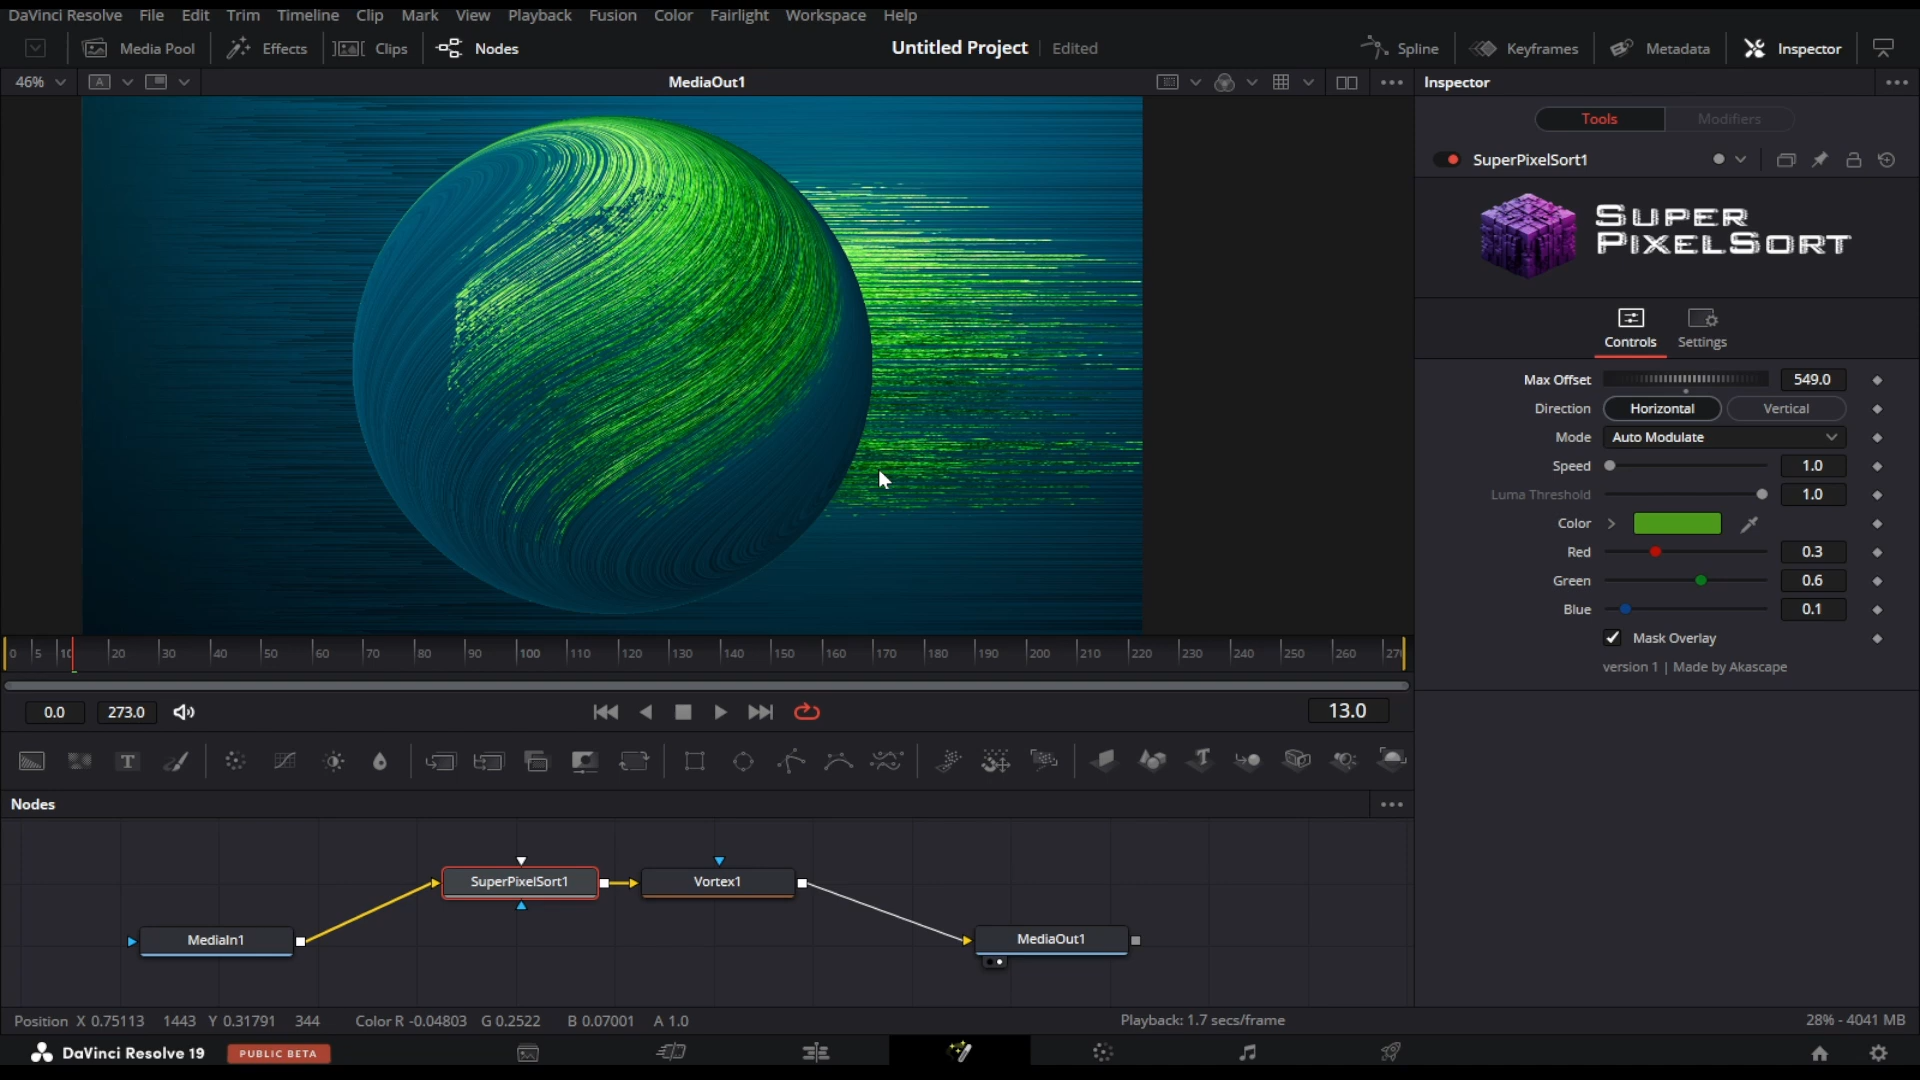 DaVinci Resolve File Edit Trim Timeline Clip Mark View Playback Fusion Color Fairlight Workspace Help
Media Pool Effects Clips Nodes Untitled Project Edited Spline Keyframes Metadata Inspector
46% A MediaOut1 Inspector
Tools Modifiers
SuperPixelSort1
SUPER
PIXELSORT
Controls Settings
Max Offset 549.0
Direction Horizontal Vertical
Mode Auto Modulate
Speed 1.0
Luma Threshold 1.0
Color
Red 0.3
Green 0.6
Blue 0.1
Mask Overlay
version 1 | Made by Akascape
0 5 20 30 40 50 60 70 80 90 100 110 120 130 140 150 160 170 180 190 200 210 220 230 240 250 260
0.0 273.0 13.0
T T
Nodes
SuperPixelSort1 Vortex1
MediaIn1 MediaOut1
Position X 0.75113 1443 Y 0.31791 344 Color R -0.04803 G 0.2522 B 0.07001 A 1.0 Playback: 1.7 secs/frame 28% - 4041 MB
DaVinci Resolve 19 PUBLIC BETA